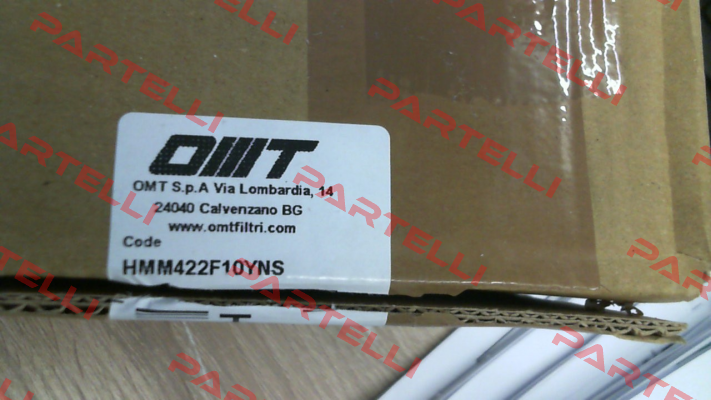 OMT
OMT S.p.A Via Lombardia, 14
24040 Calvenzano BG
www.omtfiltri.com
Code
HMM422F10YNS
PARTELLI
PARTELLI
PARTELLI
PARTELLI
PARTELLI
PARTELLI
PARTELLI